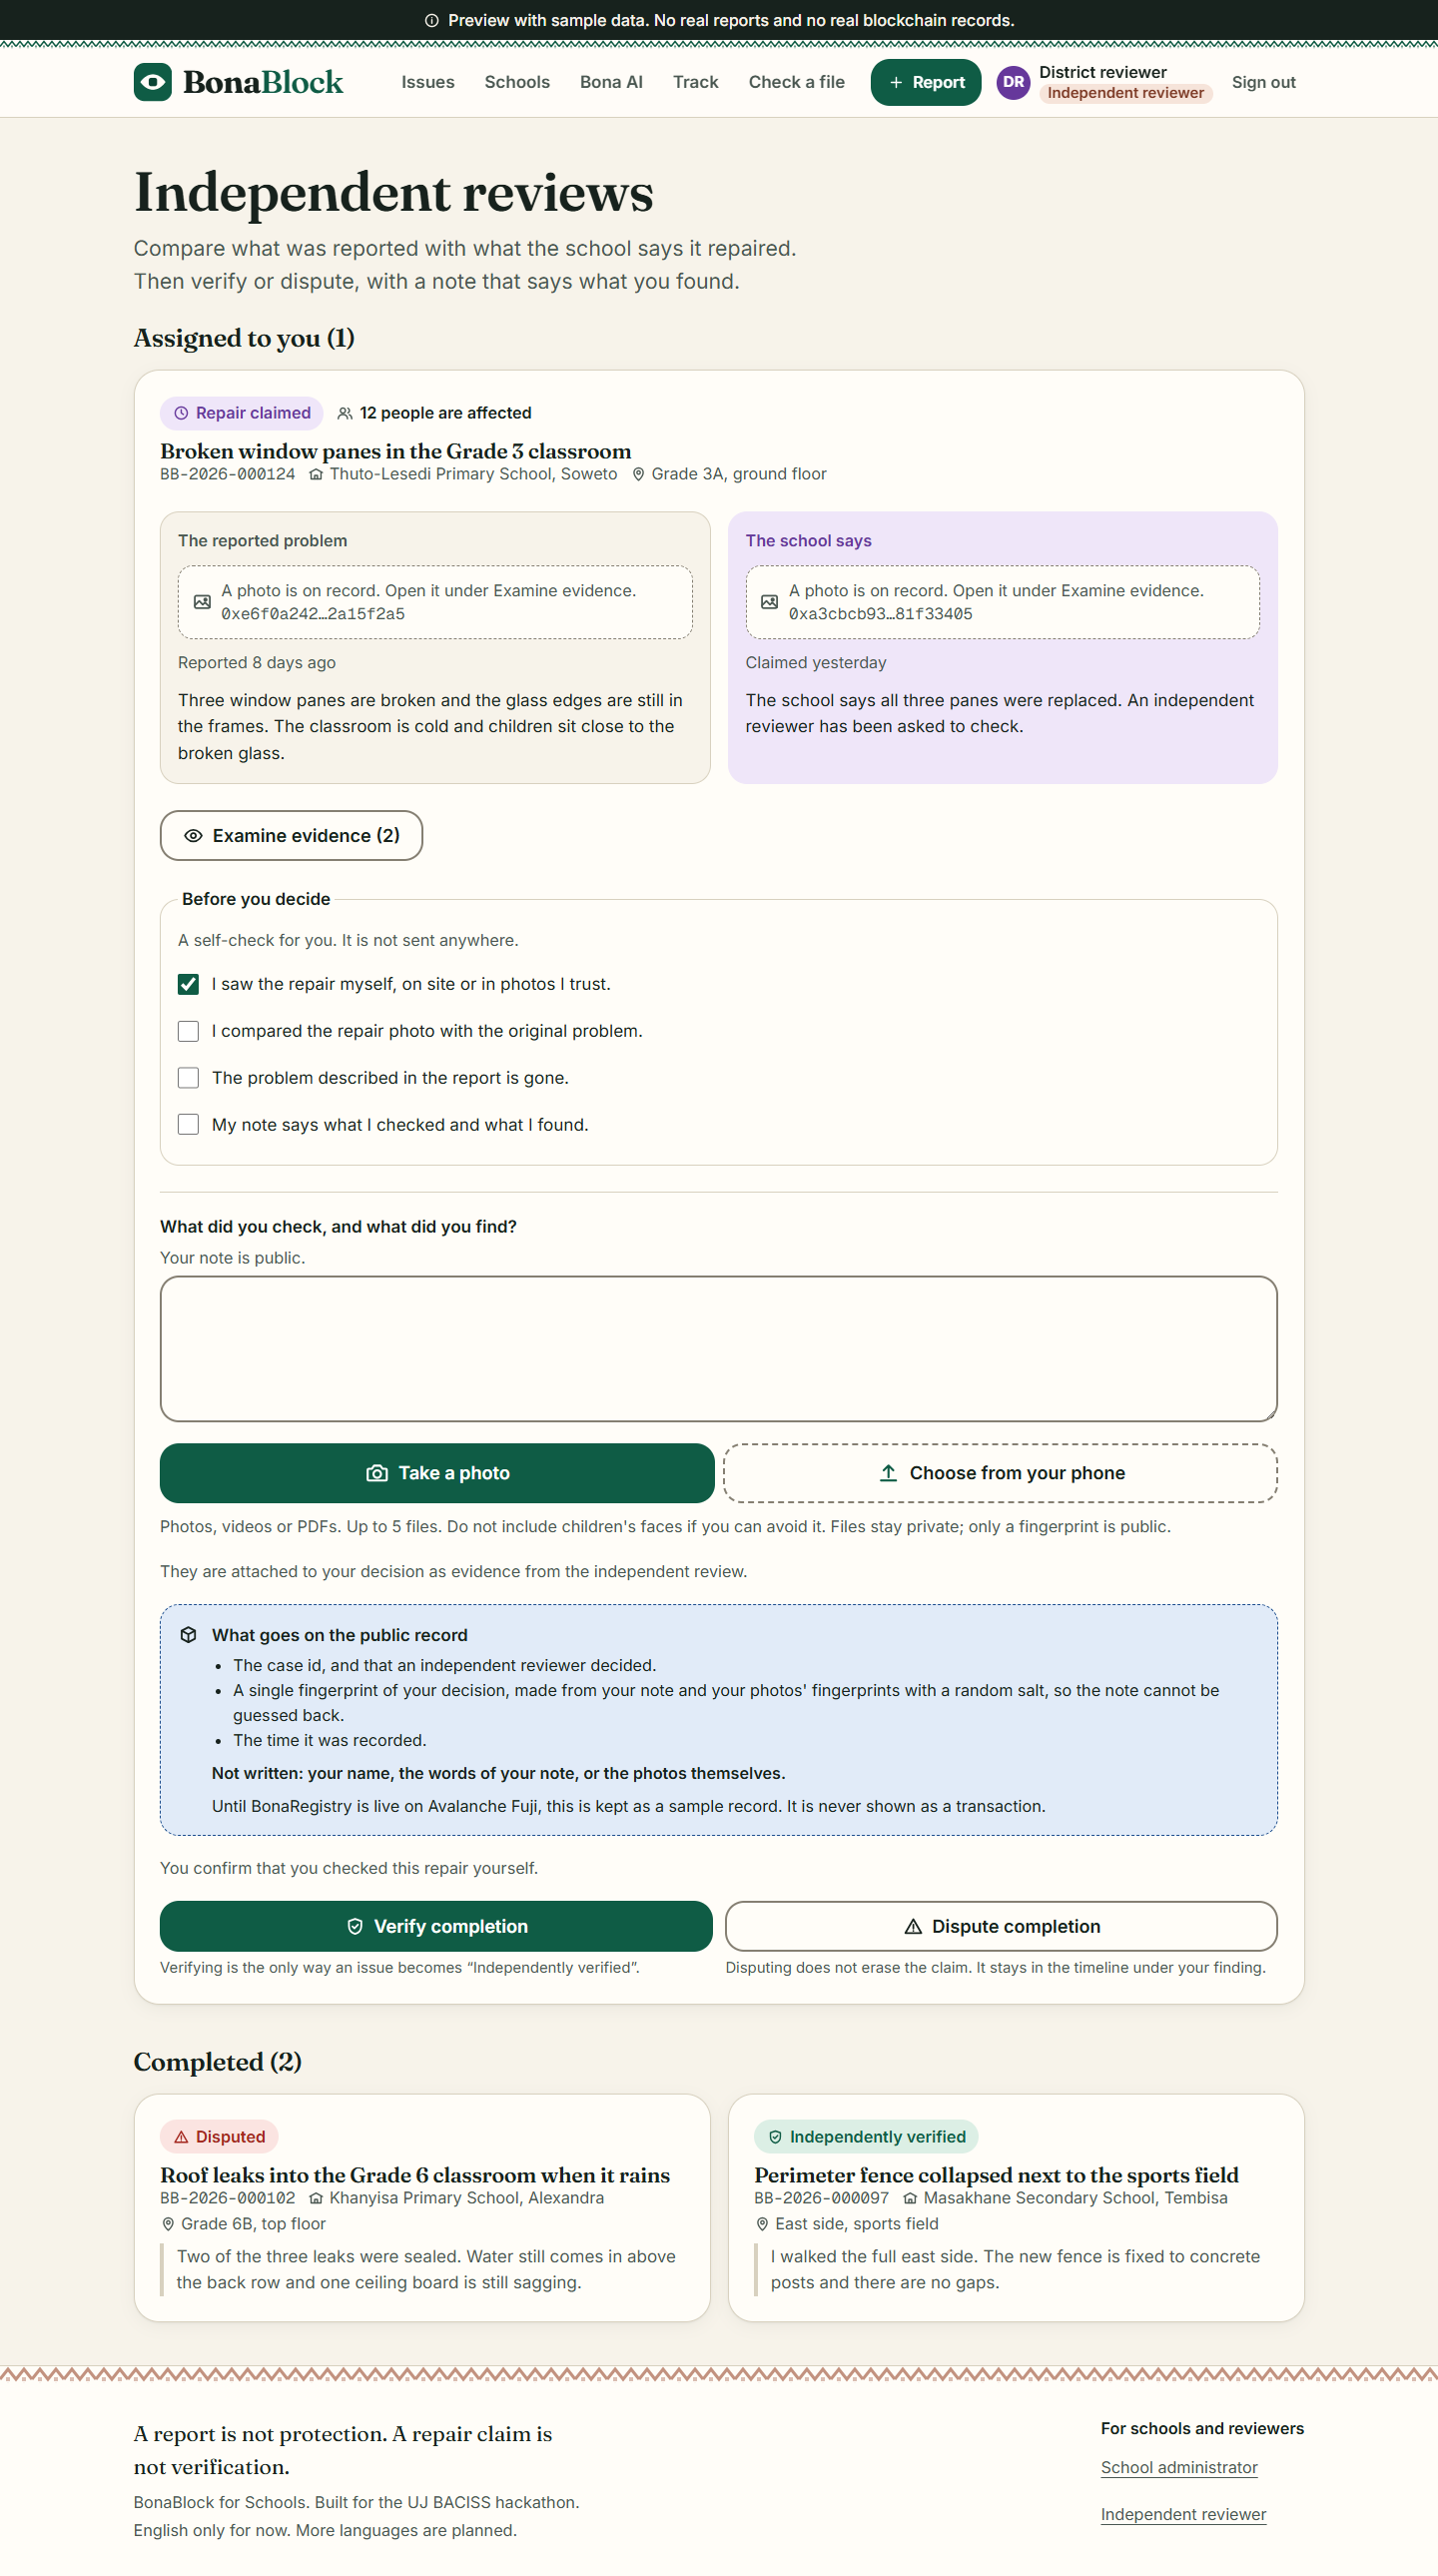 Preview with sample data. No real reports and no real blockchain records.
BonaBlock
Issues
Schools
Bona AI
Track
Check a file
+ Report
DR
District reviewer
Independent reviewer
Sign out
Independent reviews
Compare what was reported with what the school says it repaired.
Then verify or dispute, with a note that says what you found.
Assigned to you (1)
Repair claimed
12 people are affected
Broken window panes in the Grade 3 classroom
BB-2026-000124 Thuto-Lesedi Primary School, Soweto Grade 3A, ground floor
The reported problem
A photo is on record. Open it under Examine evidence.
0xe6f0a242…2a15f2a5
Reported 8 days ago
Three window panes are broken and the glass edges are still in
the frames. The classroom is cold and children sit close to the
broken glass.
The school says
A photo is on record. Open it under Examine evidence.
0xa3cbcb93…81f33405
Claimed yesterday
The school says all three panes were replaced. An independent
reviewer has been asked to check.
Examine evidence (2)
Before you decide
A self-check for you. It is not sent anywhere.
I saw the repair myself, on site or in photos I trust.
I compared the repair photo with the original problem.
The problem described in the report is gone.
My note says what I checked and what I found.
What did you check, and what did you find?
Your note is public.
Take a photo
Choose from your phone
Photos, videos or PDFs. Up to 5 files. Do not include children's faces if you can avoid it. Files stay private; only a fingerprint is public.
They are attached to your decision as evidence from the independent review.
What goes on the public record
• The case id, and that an independent reviewer decided.
• A single fingerprint of your decision, made from your note and your photos' fingerprints with a random salt, so the note cannot be
guessed back.
• The time it was recorded.
Not written: your name, the words of your note, or the photos themselves.
Until BonaRegistry is live on Avalanche Fuji, this is kept as a sample record. It is never shown as a transaction.
You confirm that you checked this repair yourself.
Verify completion
Dispute completion
Verifying is the only way an issue becomes “Independently verified”.
Disputing does not erase the claim. It stays in the timeline under your finding.
Completed (2)
Disputed
Roof leaks into the Grade 6 classroom when it rains
BB-2026-000102 Khanyisa Primary School, Alexandra
Grade 6B, top floor
Two of the three leaks were sealed. Water still comes in above
the back row and one ceiling board is still sagging.
Independently verified
Perimeter fence collapsed next to the sports field
BB-2026-000097 Masakhane Secondary School, Tembisa
East side, sports field
I walked the full east side. The new fence is fixed to concrete
posts and there are no gaps.
A report is not protection. A repair claim is
not verification.
BonaBlock for Schools. Built for the UJ BACISS hackathon.
English only for now. More languages are planned.
For schools and reviewers
School administrator
Independent reviewer